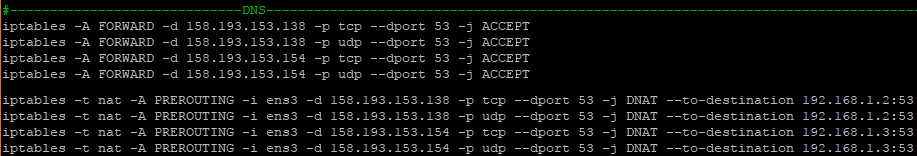 #-----------------------------DNS--------------------------------------------------------------------------------
iptables -A FORWARD -d 158.193.153.138 -p tcp --dport 53 -j ACCEPT
iptables -A FORWARD -d 158.193.153.138 -p udp --dport 53 -j ACCEPT
iptables -A FORWARD -d 158.193.153.154 -p tcp --dport 53 -j ACCEPT
iptables -A FORWARD -d 158.193.153.154 -p udp --dport 53 -j ACCEPT
iptables -t nat -A PREROUTING -i ens3 -d 158.193.153.138 -p tcp --dport 53 -j DNAT --to-destination 192.168.1.2:53
iptables -t nat -A PREROUTING -i ens3 -d 158.193.153.138 -p udp --dport 53 -j DNAT --to-destination 192.168.1.2:53
iptables -t nat -A PREROUTING -i ens3 -d 158.193.153.154 -p tcp --dport 53 -j DNAT --to-destination 192.168.1.3:53
iptables -t nat -A PREROUTING -i ens3 -d 158.193.153.154 -p udp --dport 53 -j DNAT --to-destination 192.168.1.3:53